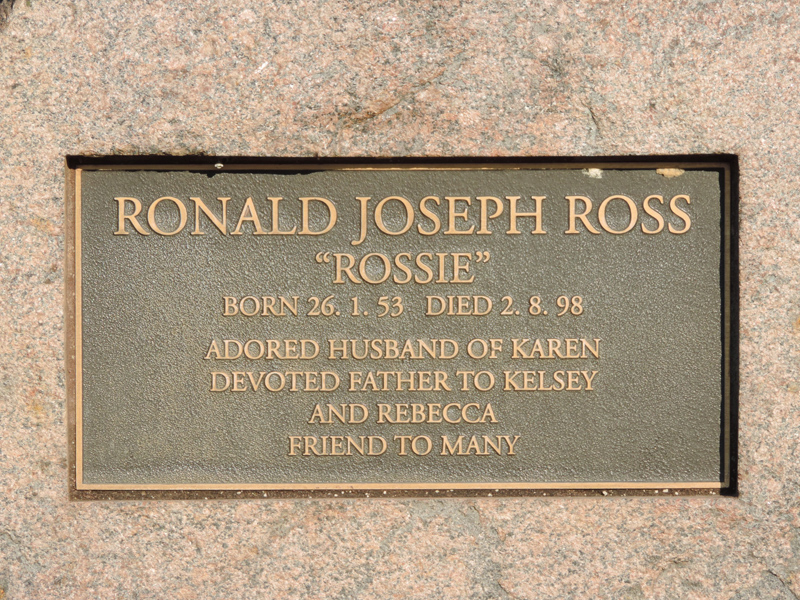 RONALD JOSEPH ROSS
“ROSSIE”
BORN 26. 1. 53 DIED 2. 8. 98
ADORED HUSBAND OF KAREN
DEVOTED FATHER TO KELSEY
AND REBECCA
FRIEND TO MANY